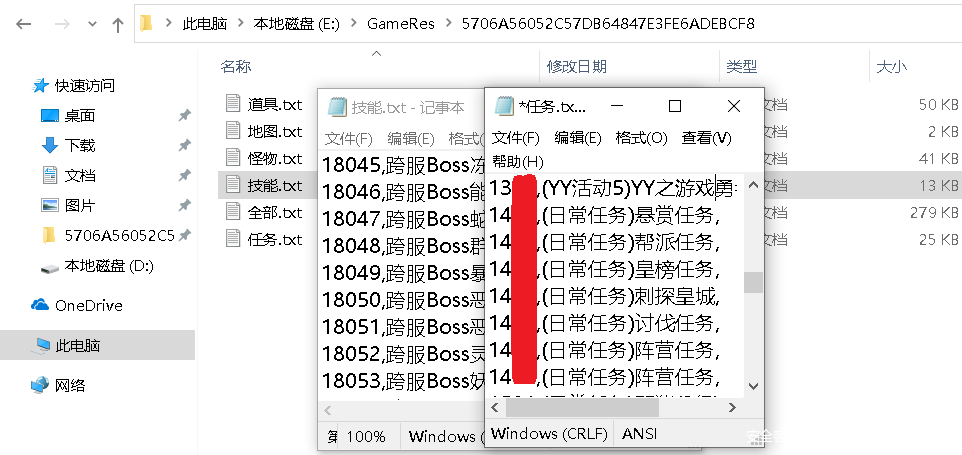 此电脑 > 本地磁盘 (E:) > GameRes > 5706A56052C57DB64847E3FE6ADEBCF8
名称 修改日期 类型 大小
快速访问
桌面
下载
文档
图片
5706A56052C5
本地磁盘 (D:)
OneDrive
此电脑
网络
道具.txt 文档 50 KB
地图.txt 文档 2 KB
怪物.txt 文档 41 KB
技能.txt 文档 13 KB
全部.txt 文档 279 KB
任务.txt 文档 25 KB
技能.txt - 记事本
文件(F) 编辑(E) 格式(
18045,跨服Boss冻
18046,跨服Boss能
18047,跨服Boss蛇
18048,跨服Boss群
18049,跨服Boss暴
18050,跨服Boss恶
18051,跨服Boss恶
18052,跨服Boss灵
18053,跨服Boss妖
100% Windows (
*任务.tx...
文件(F) 编辑(E) 格式(O) 查看(V)
帮助(H)
13 ,(YY活动5)YY之游戏勇
14 ,(日常任务)悬赏任务,
14 ,(日常任务)帮派任务,
14 ,(日常任务)皇榜任务,
14 ,(日常任务)刺探皇城,
14 ,(日常任务)讨伐任务,
14 ,(日常任务)阵营任务,
14 ,(日常任务)阵营任务,
Windows (CRLF) ANSI